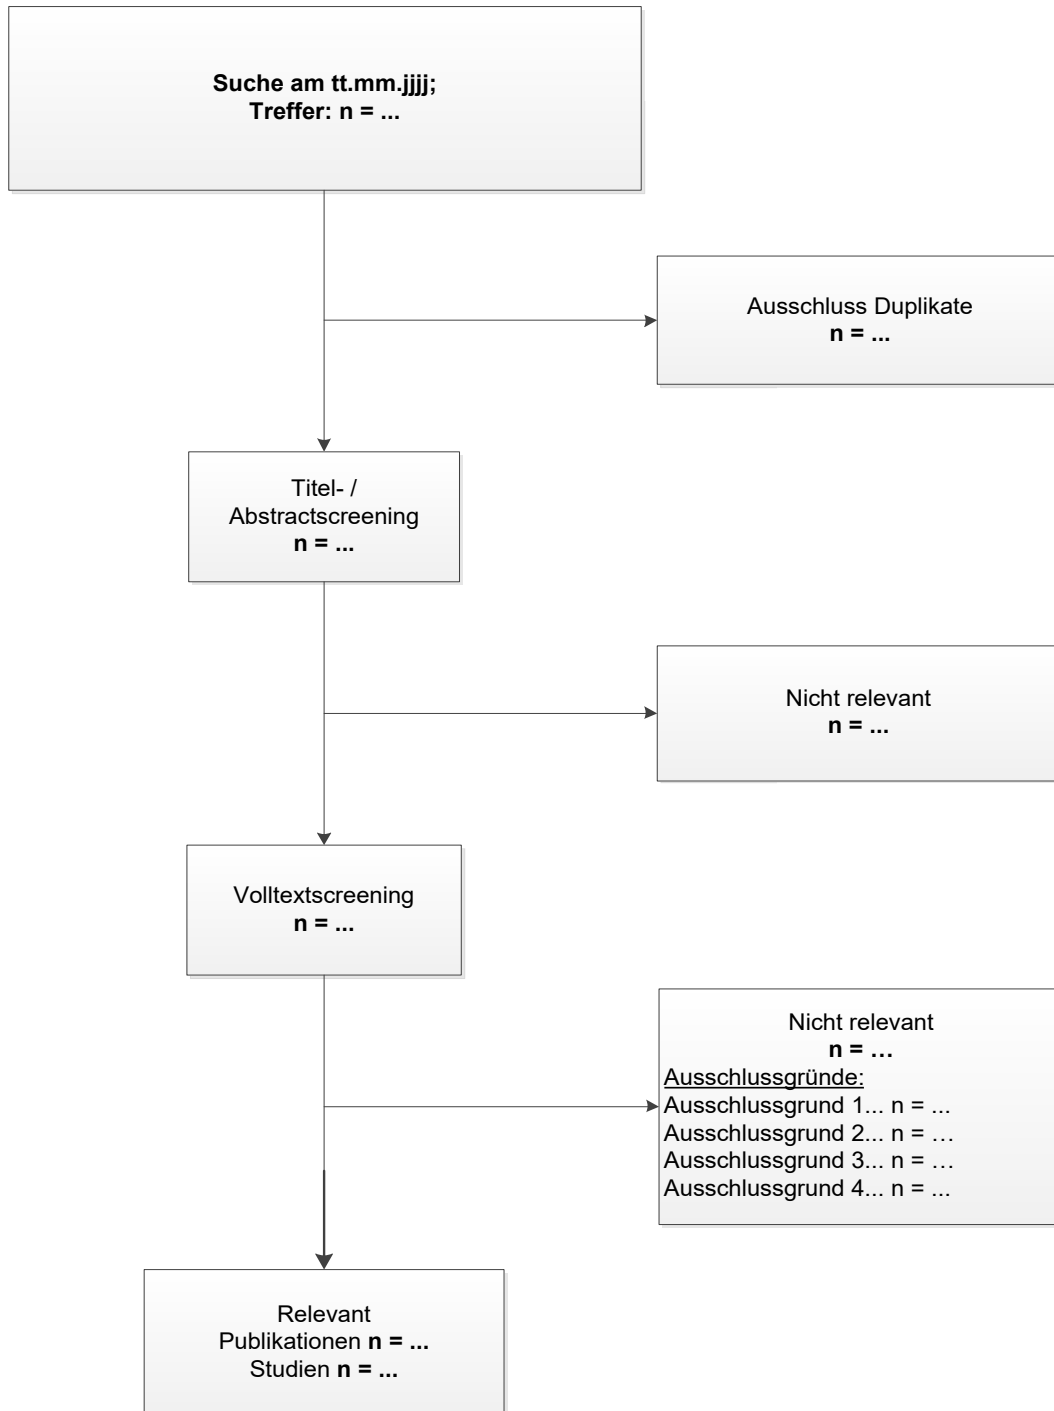 Suche am tt.mm.jjjj;
Treffer: n = ...
Ausschluss Duplikate
n = ...
Titel- /
Abstractscreening
n = ...
Nicht relevant
n = ...
Volltextscreening
n = ...
Nicht relevant
n = …
Ausschlussgründe:
Ausschlussgrund 1... n = ...
Ausschlussgrund 2... n = …
Ausschlussgrund 3... n = …
Ausschlussgrund 4... n = ...
Relevant
Publikationen n = ...
Studien n = ...